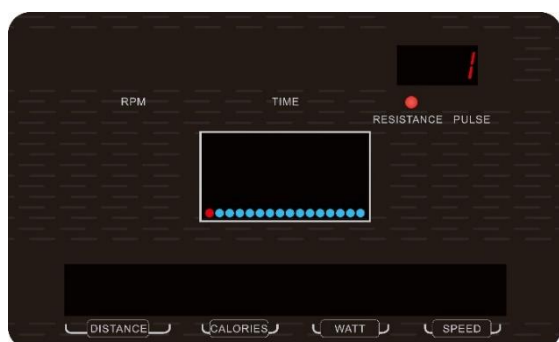 1
RPM TIME
RESISTANCE PULSE
DISTANCE CALORIES WATT SPEED